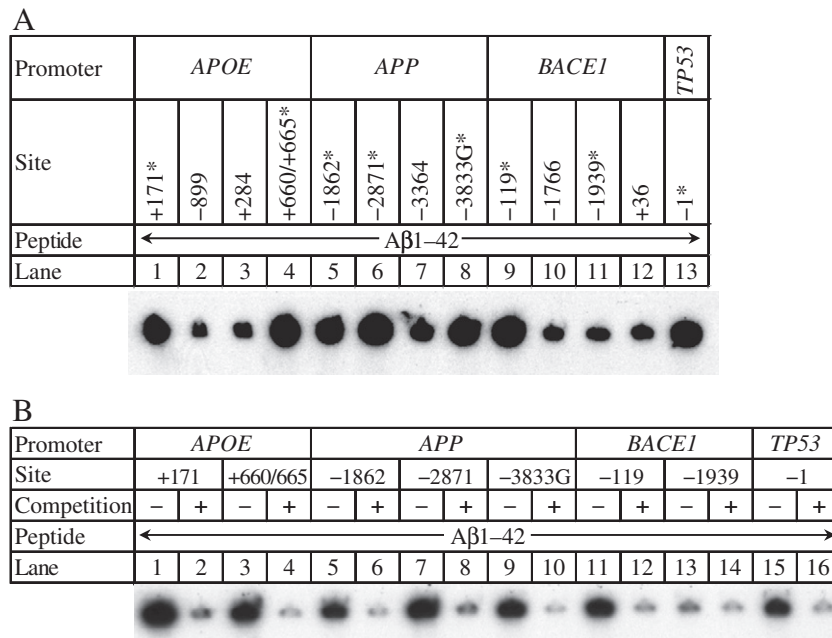 A
Promoter APOE APP BACE1 TP53
Site +171* −899 +284 +660/+665* −1862* −2871* −3364 −3833G* −119* −1766 −1939* +36 −1*
Peptide Aβ1–42
Lane 1 2 3 4 5 6 7 8 9 10 11 12 13
B
Promoter APOE APP BACE1 TP53
Site +171 +660/665 −1862 −2871 −3833G −119 −1939 −1
Competition − + − + − + − + − + − + − + − +
Peptide Aβ1–42
Lane 1 2 3 4 5 6 7 8 9 10 11 12 13 14 15 16